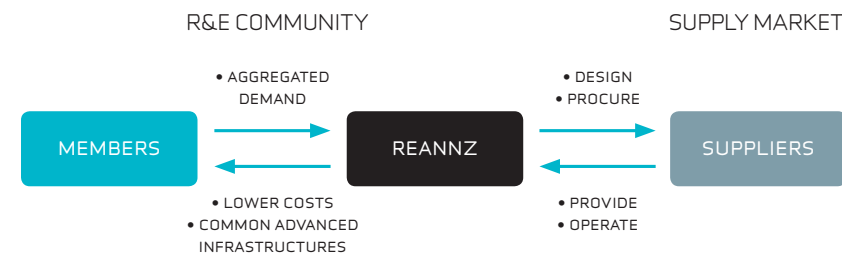 R&E COMMUNITY
SUPPLY MARKET
• AGGREGATED
DEMAND
• DESIGN
• PROCURE
MEMBERS
REANNZ
SUPPLIERS
• LOWER COSTS
• COMMON ADVANCED
INFRASTRUCTURES
• PROVIDE
• OPERATE